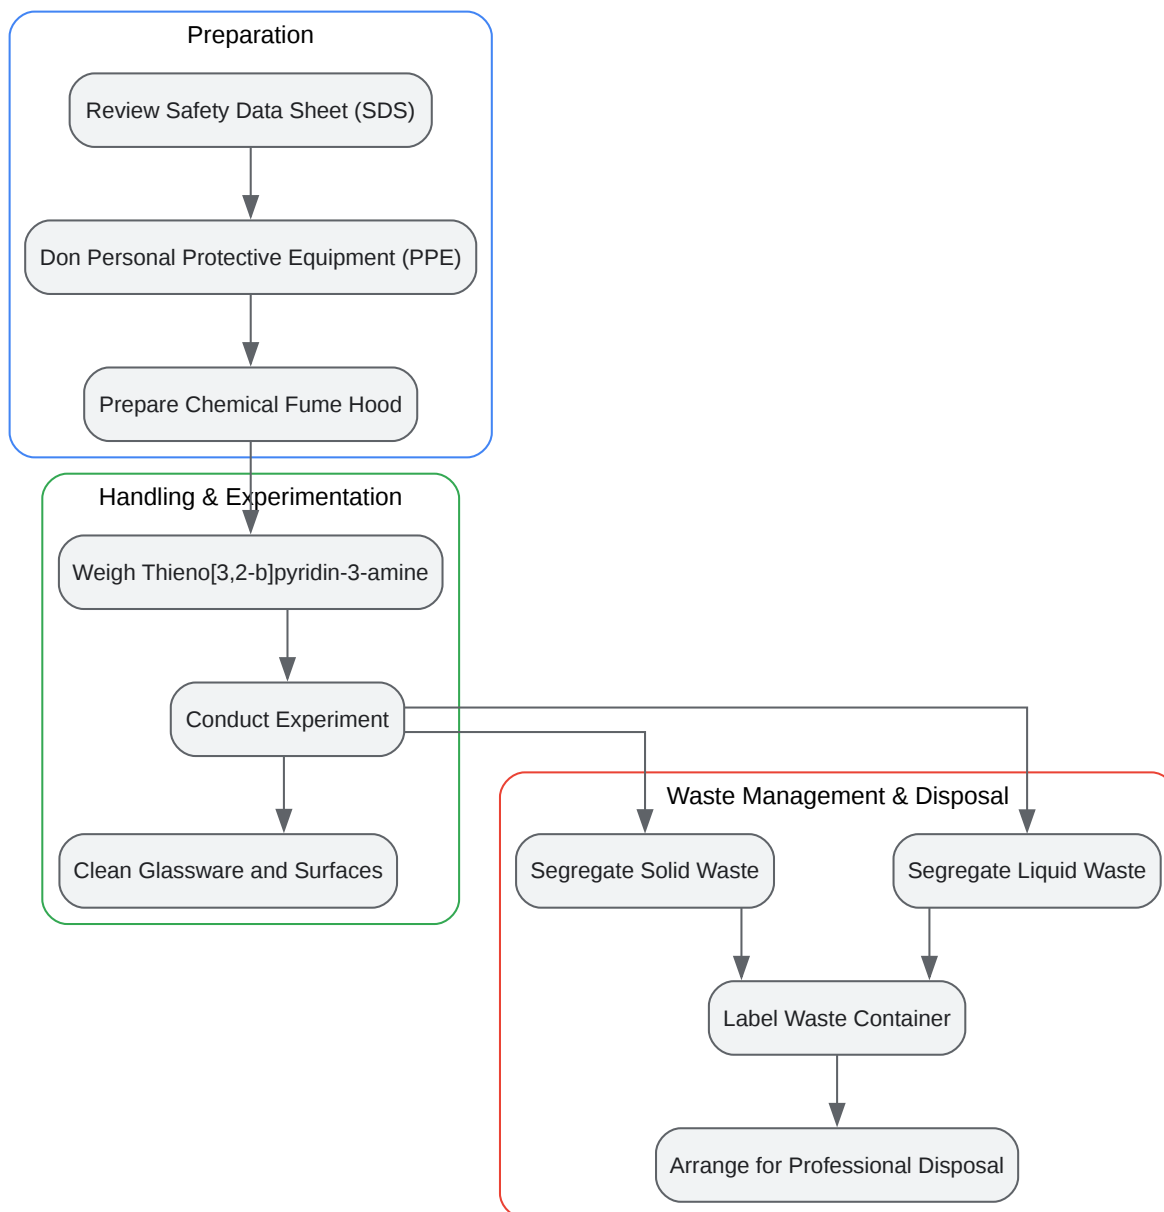 Preparation
Review Safety Data Sheet (SDS)
Don Personal Protective Equipment (PPE)
Prepare Chemical Fume Hood
Handling & Experimentation
Weigh Thieno[3,2-b]pyridin-3-amine
Conduct Experiment
Clean Glassware and Surfaces
Waste Management & Disposal
Segregate Solid Waste
Segregate Liquid Waste
Label Waste Container
Arrange for Professional Disposal